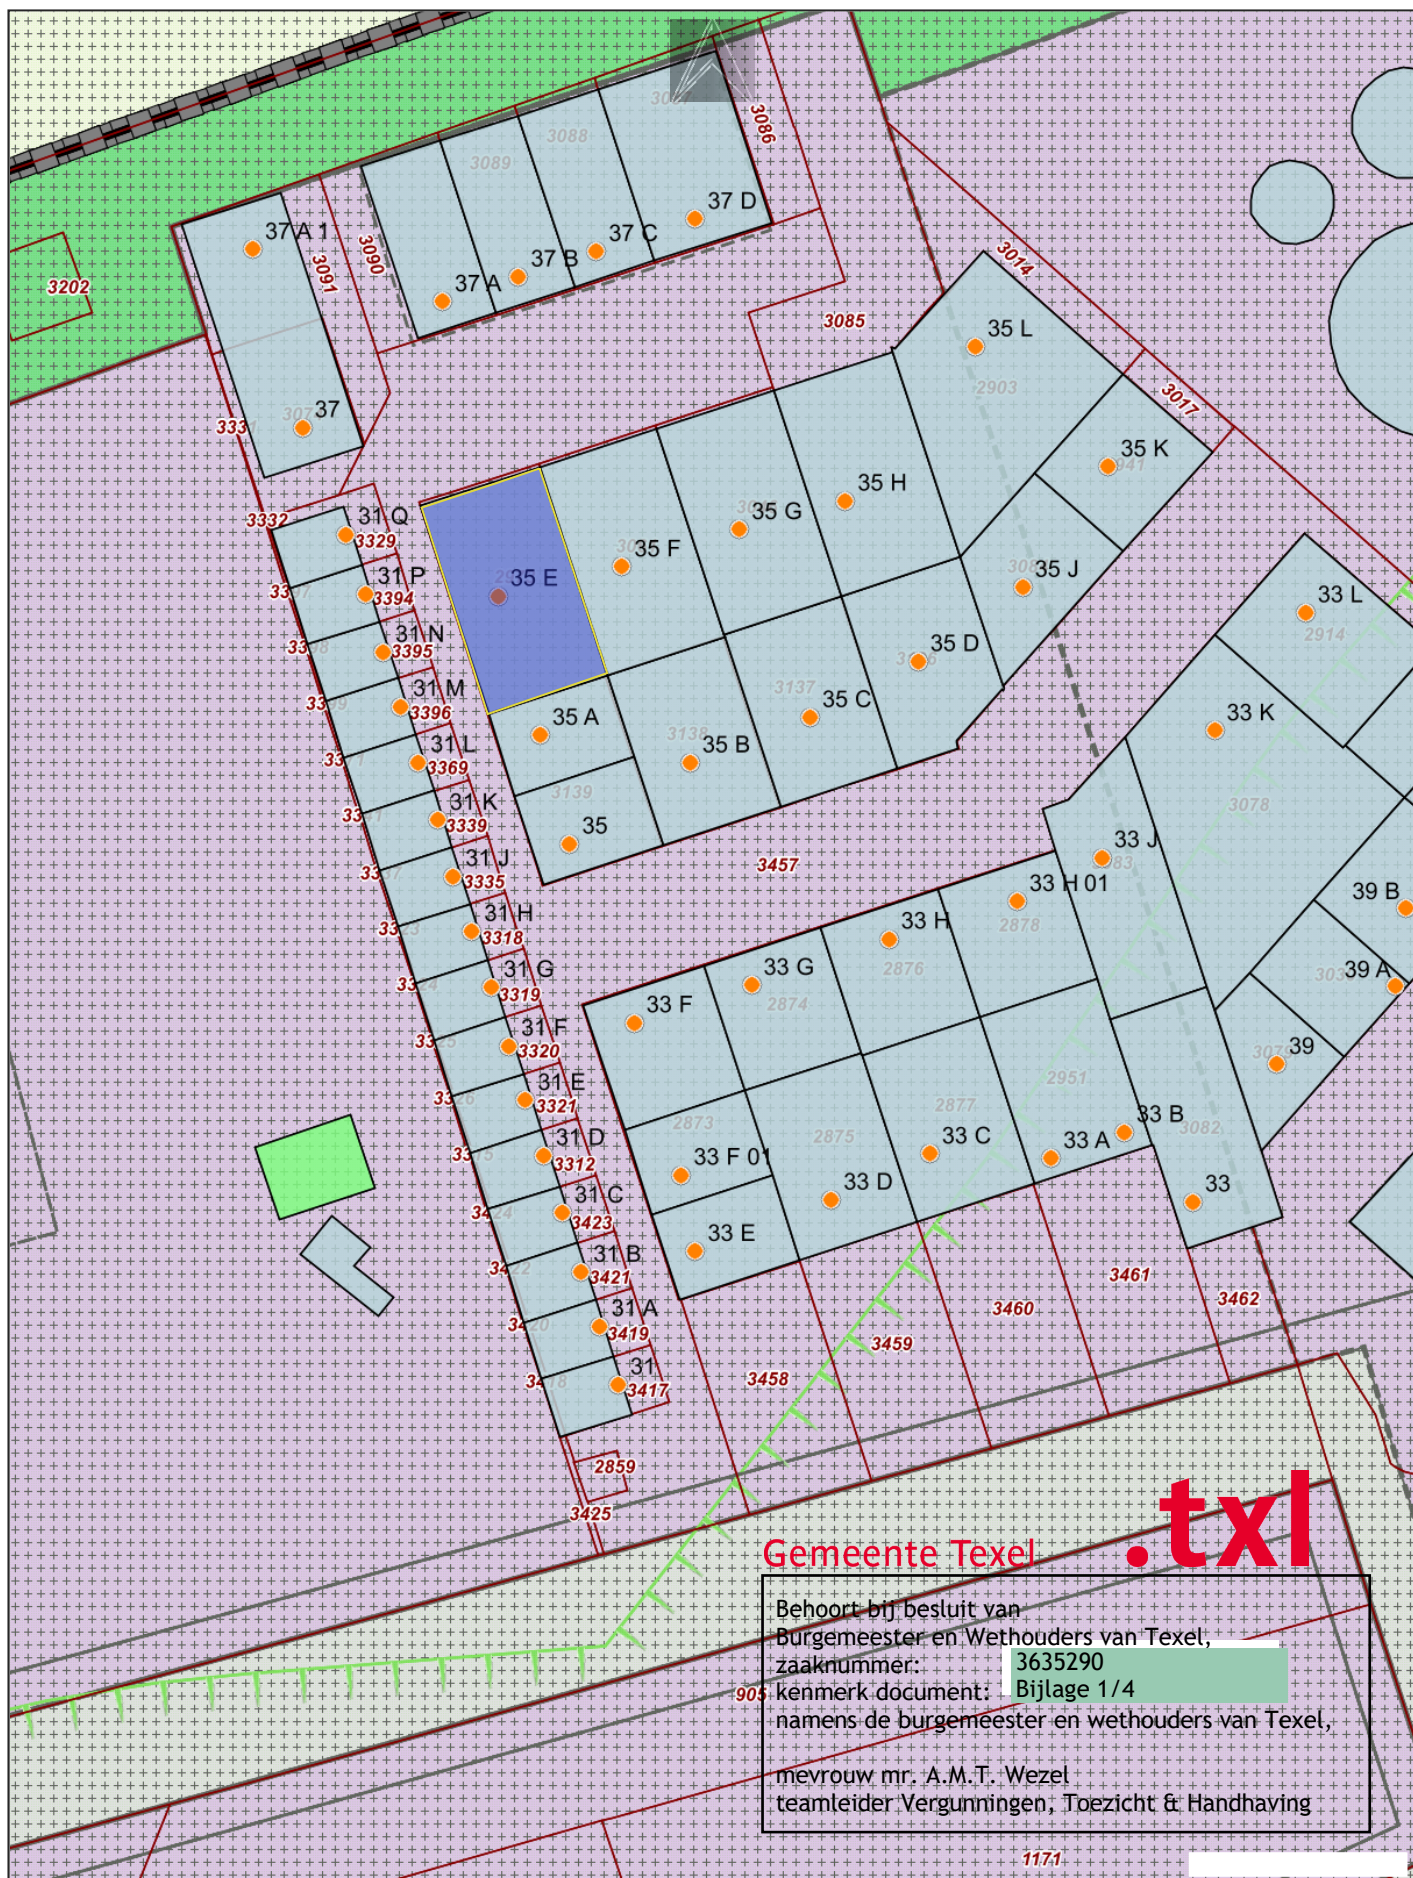 3087
3088
3086
3089
37 D
37 C
37 A 1
3090
3091
37 B
37 A
3202
3014
3085
35 L
2903
3017
3331
37
35 K
35 H
35 G
3332
31 Q
3329
35 F
35 E
31 P
3394
35 J
33 L
2914
31 N
3395
35 D
31 M
3396
3137
35 C
33 K
35 A
3138
35 B
31 L
3369
3139
3078
31 K
3339
35
33 J
31 J
3335
3457
33 H 01
39 B
31 H
3318
33 H
2878
2876
31 G
3319
33 G
2874
39 A
33 F
31 F
3320
39
31 E
3321
2951
2877
2873
2875
33 B
3082
31 D
3312
33 A
33 C
33 F 01
33 D
33
31 C
3423
33 E
31 B
3421
3461
3462
3460
31 A
3419
3459
31
3417
3458
2859
3425
.txl
Gemeente Texel
Behoort bij besluit van
Burgemeester en Wethouders van Texel,
zaaknummer: 3635290
kenmerk document: Bijlage 1/4
905
namens de burgemeester en wethouders van Texel,
mevrouw mr. A.M.T. Wezel
teamleider Vergunningen, Toezicht & Handhaving
1171